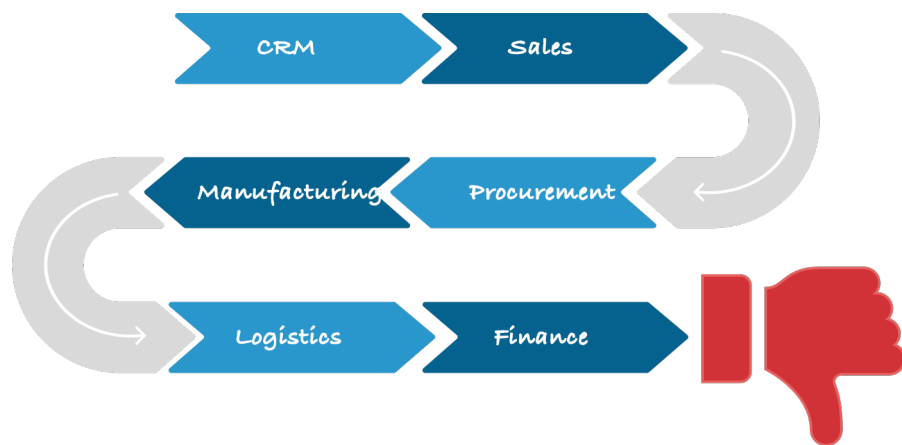 CRM
Sales
Procurement
Manufacturing
Logistics
Finance